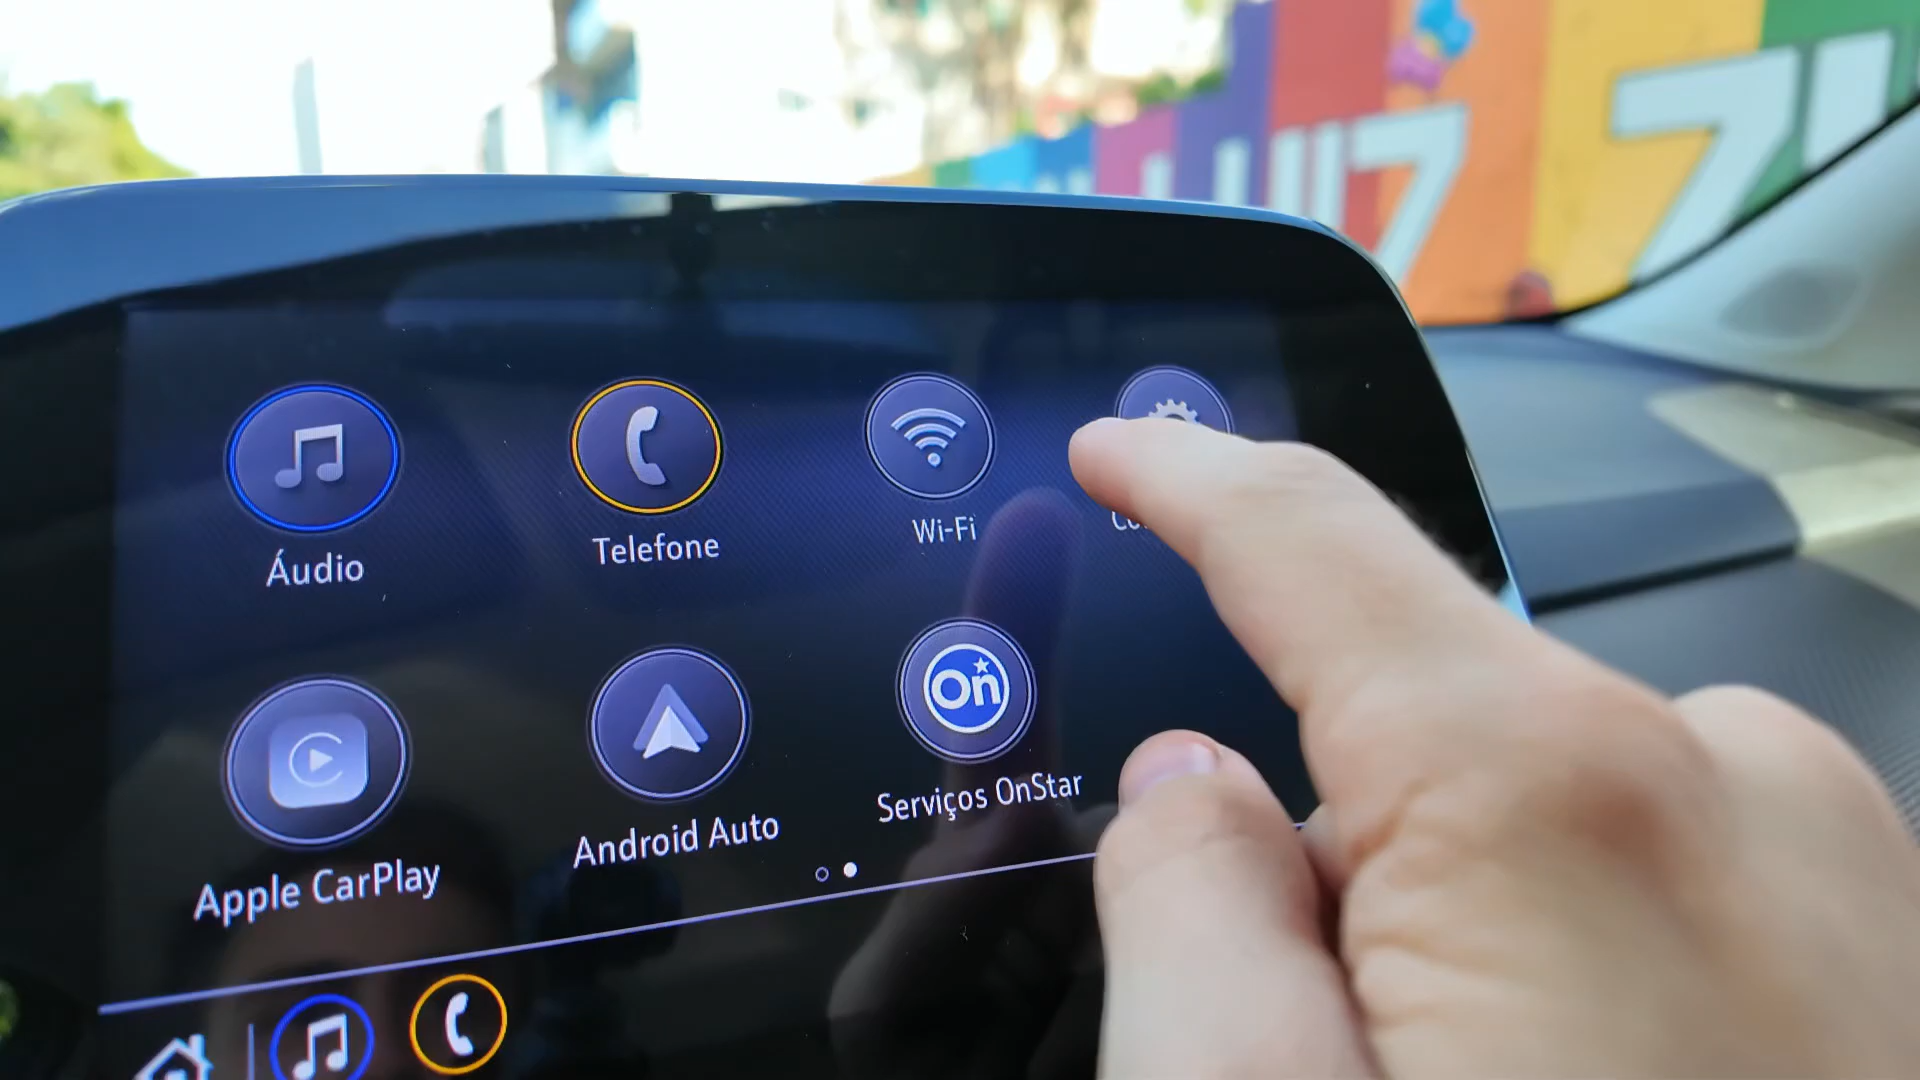 Áudio
Telefone
Wi-Fi
On
Apple CarPlay
Android Auto
Serviços OnStar